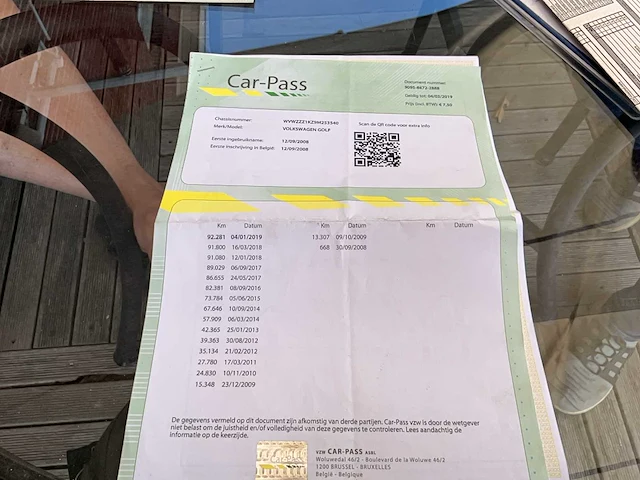 Car-Pass
Document nummer:
Geldig tot: 04/03/2019
Prijs (incl. BTW): € 7,50
Chassisnummer: WVWZZZ1KZ9M233540
Merk/Model: VOLKSWAGEN GOLF
Eerste ingebruikname: 12/09/2008
Eerste inschrijving in België: 12/09/2008
Scan de QR code voor extra info
Km Datum Km Datum Km Datum
92.281 04/01/2019 13.307 09/10/2009
91.800 16/03/2018 668 30/09/2008
91.080 12/01/2018
89.029 06/09/2017
86.655 24/05/2017
82.381 08/09/2016
73.784 05/06/2015
67.646 10/09/2014
57.909 06/03/2014
42.365 25/01/2013
39.363 30/08/2012
35.134 21/02/2012
27.780 17/03/2011
24.830 10/11/2010
15.348 23/12/2009
De gegevens vermeld op dit document zijn afkomstig van derde partijen. Car-Pass vzw is door de wetgever
niet belast om de juistheid en/of volledigheid van deze gegevens te controleren. Lees aandachtig de
informatie op de keerzijde.
VZW CAR-PASS ASBL
Woluwedal 46/2 - Boulevard de la Woluwe 46/2
1200 BRUSSEL - BRUXELLES
België - Belgique